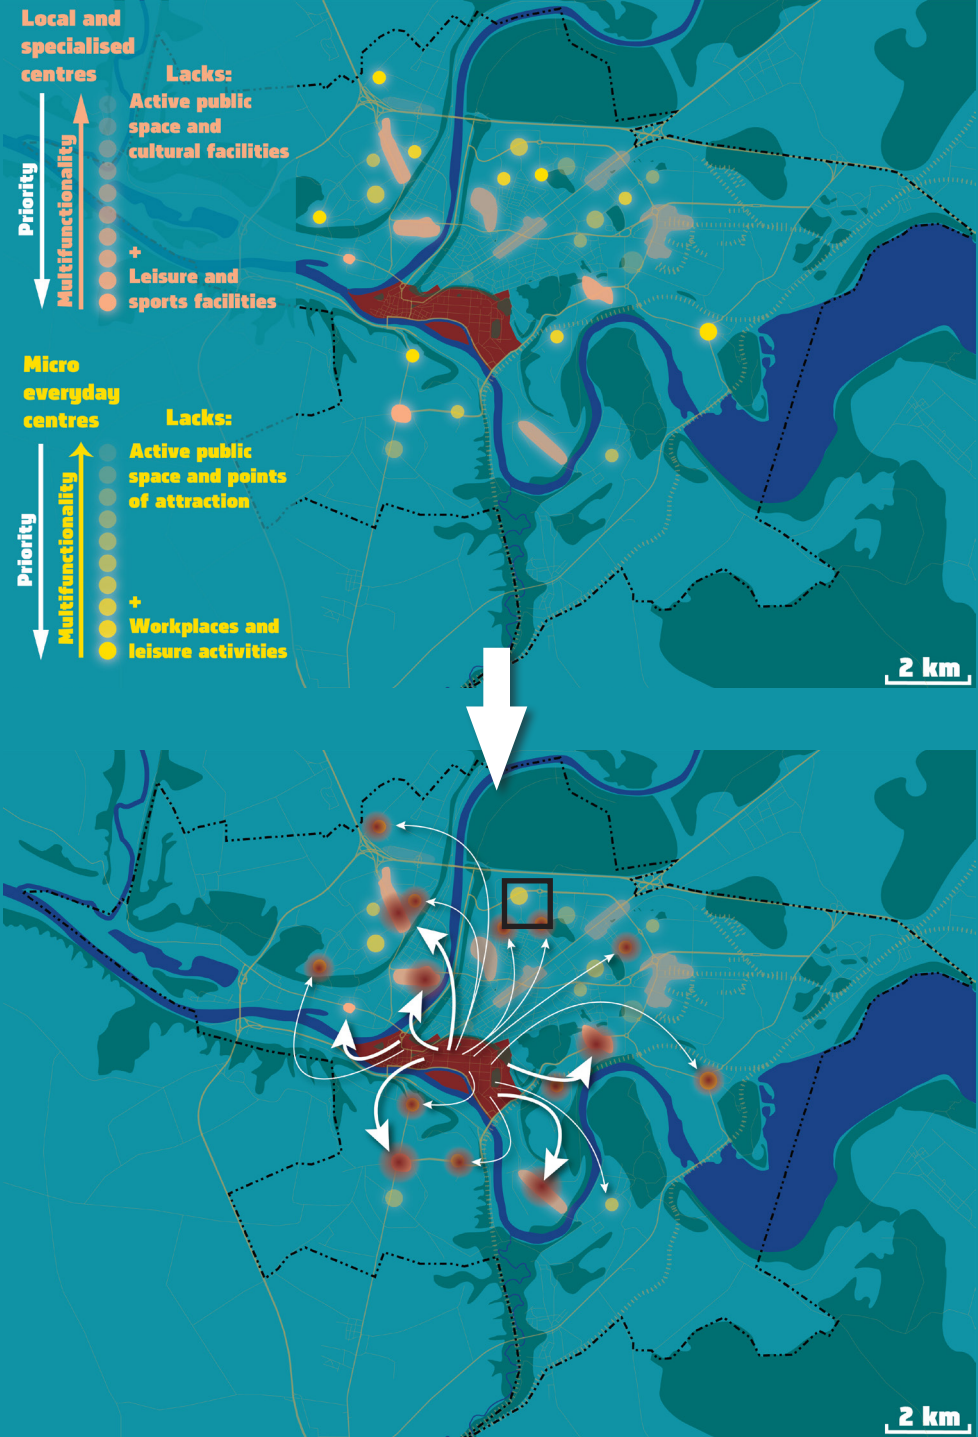 Local and
specialised
centres
Lacks:
Active public
space and
cultural facilities
Priority
Multifunctionality
+
Leisure and
sports facilities
Micro
everyday
centres
Lacks:
Active public
space and points
of attraction
Priority
Multifunctionality
+
Workplaces and
leisure activities
2 km
2 km